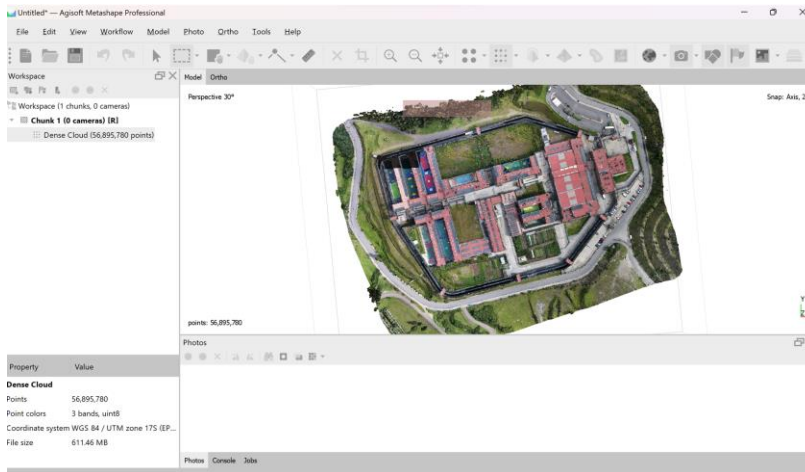 Untitled* — Agisoft Metashape Professional
File Edit View Workflow Model Photo Ortho Tools Help
Workspace
Model Ortho
Workspace (1 chunks, 0 cameras)
Chunk 1 (0 cameras) [R]
Dense Cloud (56,895,780 points)
Perspective 30°
Snap: Axis, 2
points: 56,895,780
Y
Photos
Property Value
Dense Cloud
Points 56,895,780
Point colors 3 bands, uint8
Coordinate system WGS 84 / UTM zone 17S (EP...
File size 611.46 MB
Photos Console Jobs